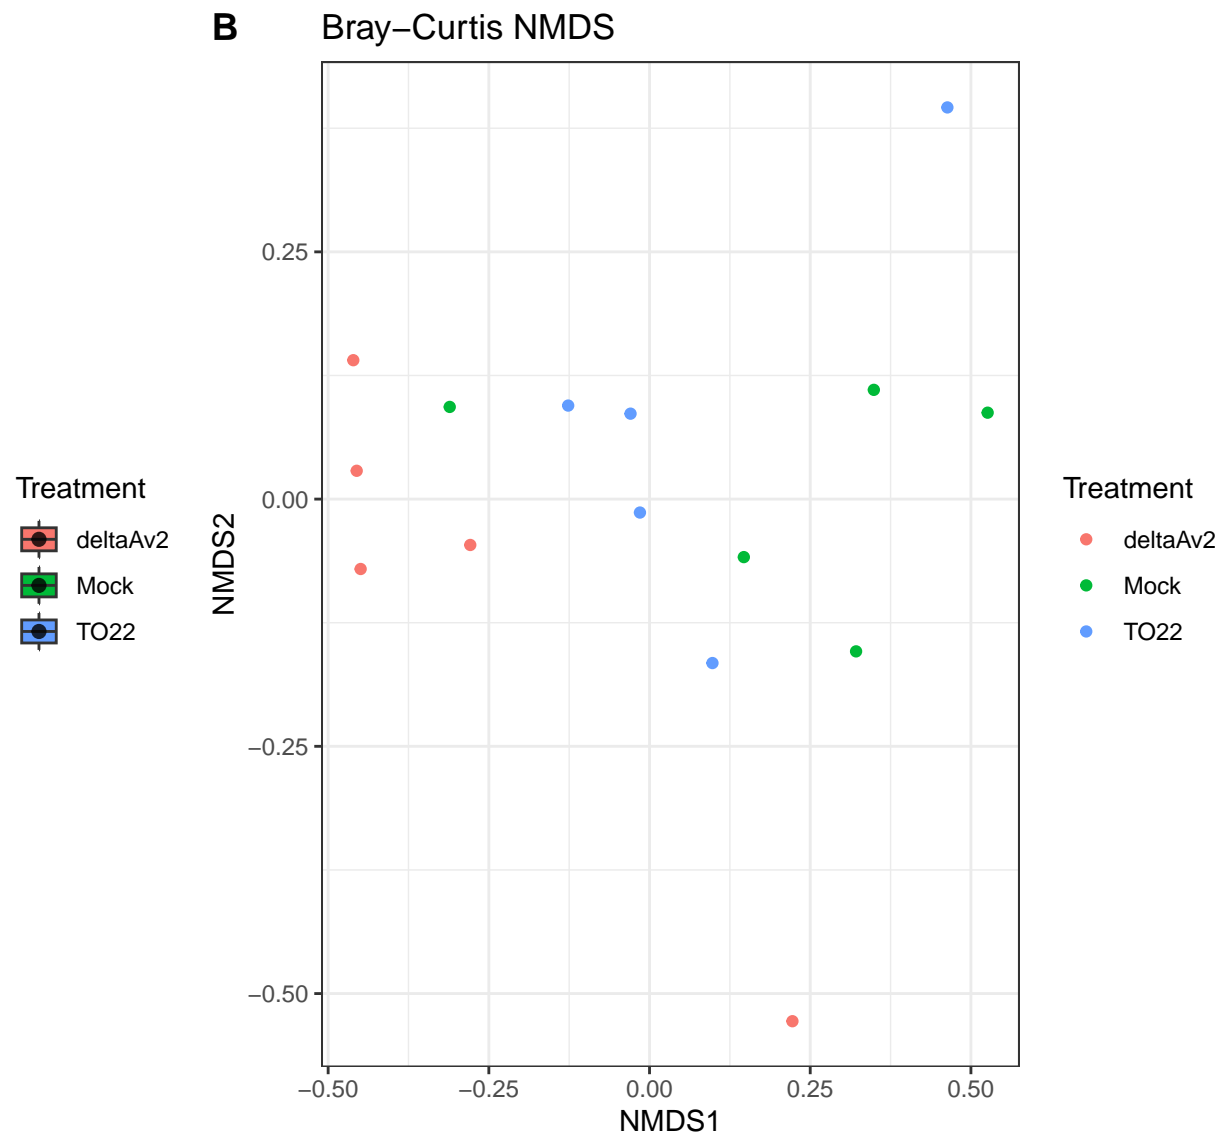 B
Bray−Curtis NMDS
Treatment
deltaAv2
Mock
TO22
NMDS2
0.25
0.00
−0.25
−0.50
−0.50
−0.25
0.00
0.25
0.50
NMDS1
Treatment
deltaAv2
Mock
TO22